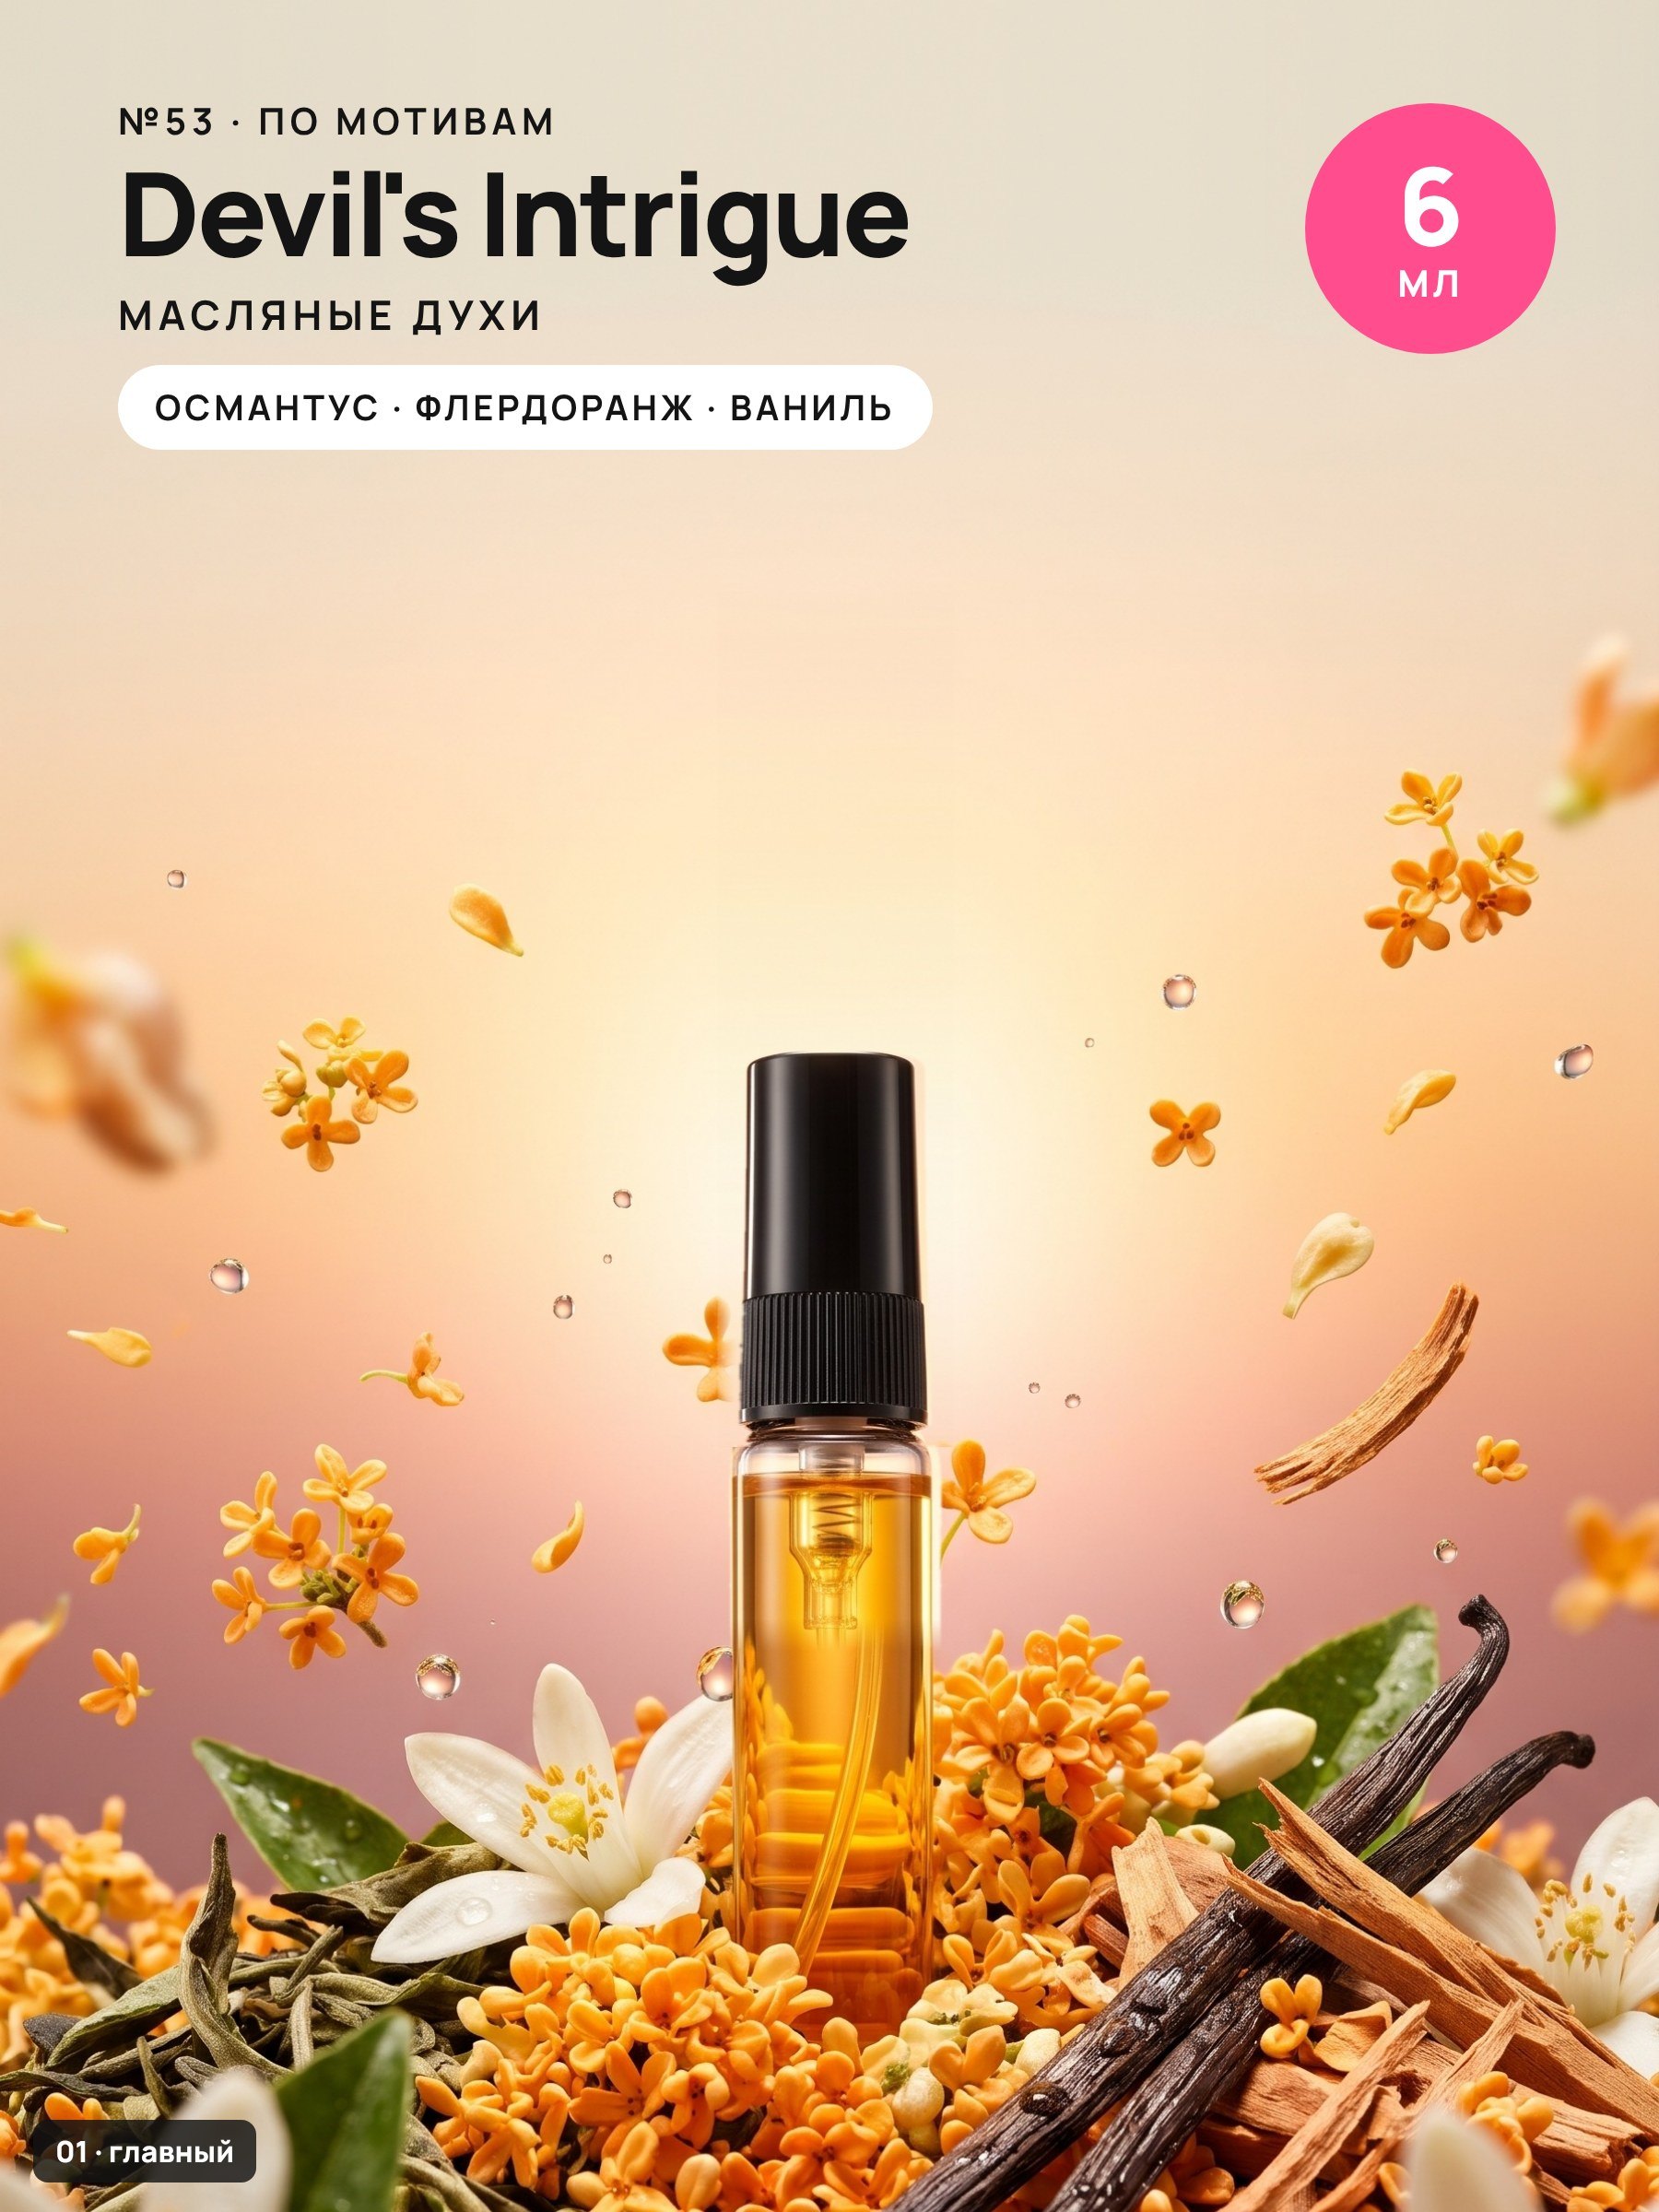 №53 · ПО МОТИВАМ
Devil's Intrigue
МАСЛЯНЫЕ ДУХИ
ОСМАНТУС · ФЛЕРДОРАНЖ · ВАНИЛЬ
6
МЛ
01 · главный